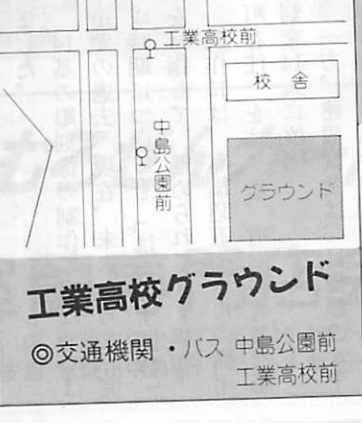 工業高校前
校舎
中島公園前
グラウンド
工業高校グラウンド
◎交通機関・バス 中島公園前
工業高校前